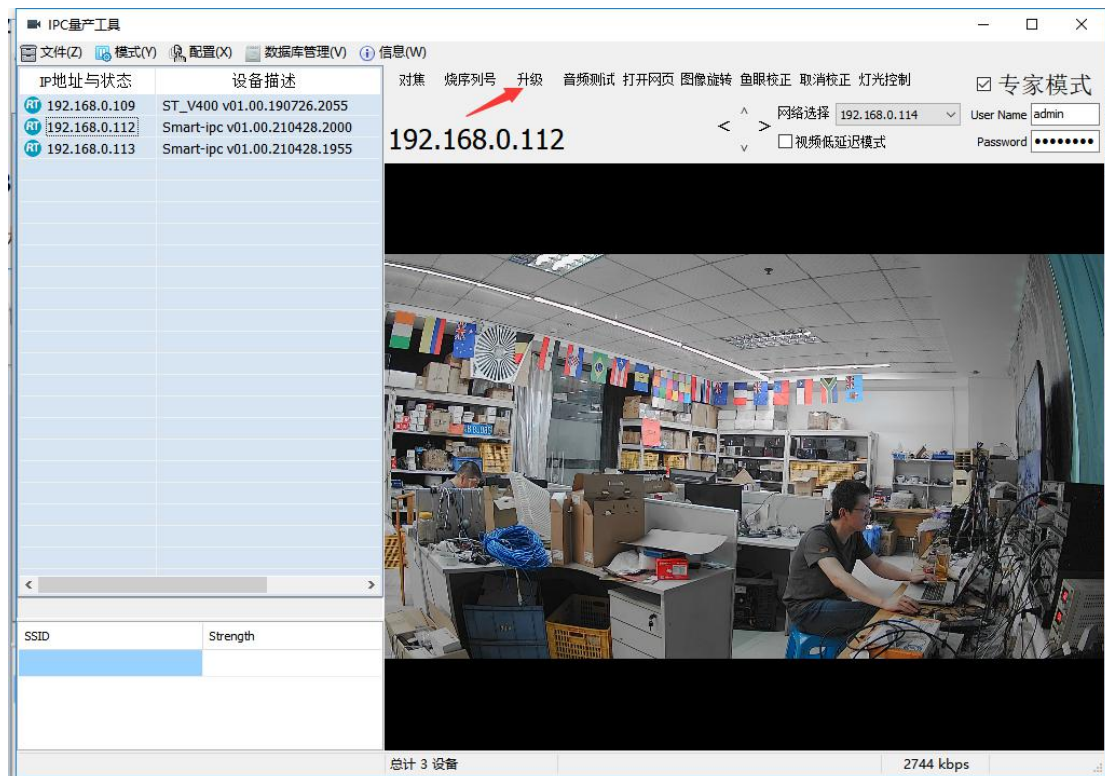 IPC量产工具
文件(Z) 模式(Y) 配置(X) 数据库管理(V) 信息(W)
IP地址与状态 设备描述
RT 192.168.0.109 ST_V400 v01.00.190726.2055
RT 192.168.0.112 Smart-ipc v01.00.210428.2000
RT 192.168.0.113 Smart-ipc v01.00.210428.1955
SSID Strength
对焦 烧序列号 升级 音频测试 打开网页 图像旋转 鱼眼校正 取消校正 灯光控制
专家模式
192.168.0.112
网络选择 192.168.0.114
视频低延迟模式
User Name admin
Password ••••••••
总计 3 设备 2744 kbps